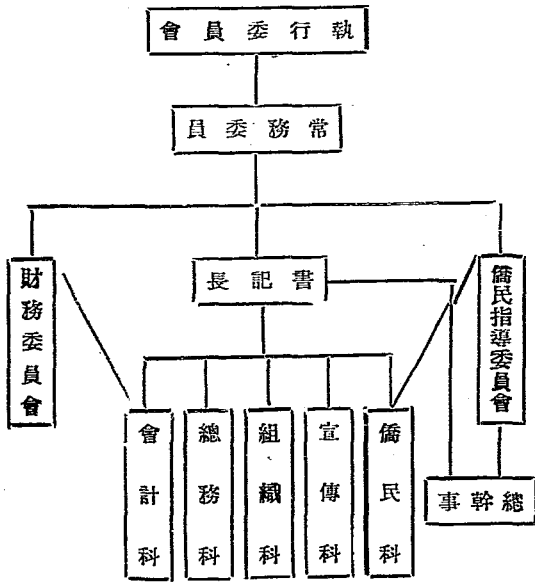 執行委員會
常務委員
僑民指導委員會
書記長
財務委員會
僑民科
宣傳科
組織科
總務科
會計科
總幹事